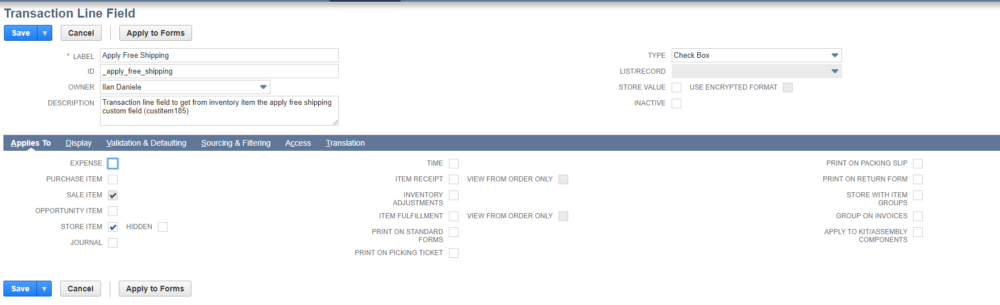 Transaction Line Field
Save
Cancel
Apply to Forms
* LABEL Apply Free Shipping
ID _apply_free_shipping
OWNER Ilan Daniele
DESCRIPTION Transaction line field to get from inventory item the apply free shipping
custom field (custitem185)
TYPE Check Box
LIST/RECORD
STORE VALUE USE ENCRYPTED FORMAT
INACTIVE
Applies To Display Validation & Defaulting Sourcing & Filtering Access Translation
EXPENSE
PURCHASE ITEM
SALE ITEM
OPPORTUNITY ITEM
STORE ITEM HIDDEN
JOURNAL
TIME
ITEM RECEIPT VIEW FROM ORDER ONLY
INVENTORY
ADJUSTMENTS
ITEM FULFILLMENT VIEW FROM ORDER ONLY
PRINT ON STANDARD
FORMS
PRINT ON PICKING TICKET
PRINT ON PACKING SLIP
PRINT ON RETURN FORM
STORE WITH ITEM
GROUPS
GROUP ON INVOICES
APPLY TO KIT/ASSEMBLY
COMPONENTS
Save
Cancel
Apply to Forms